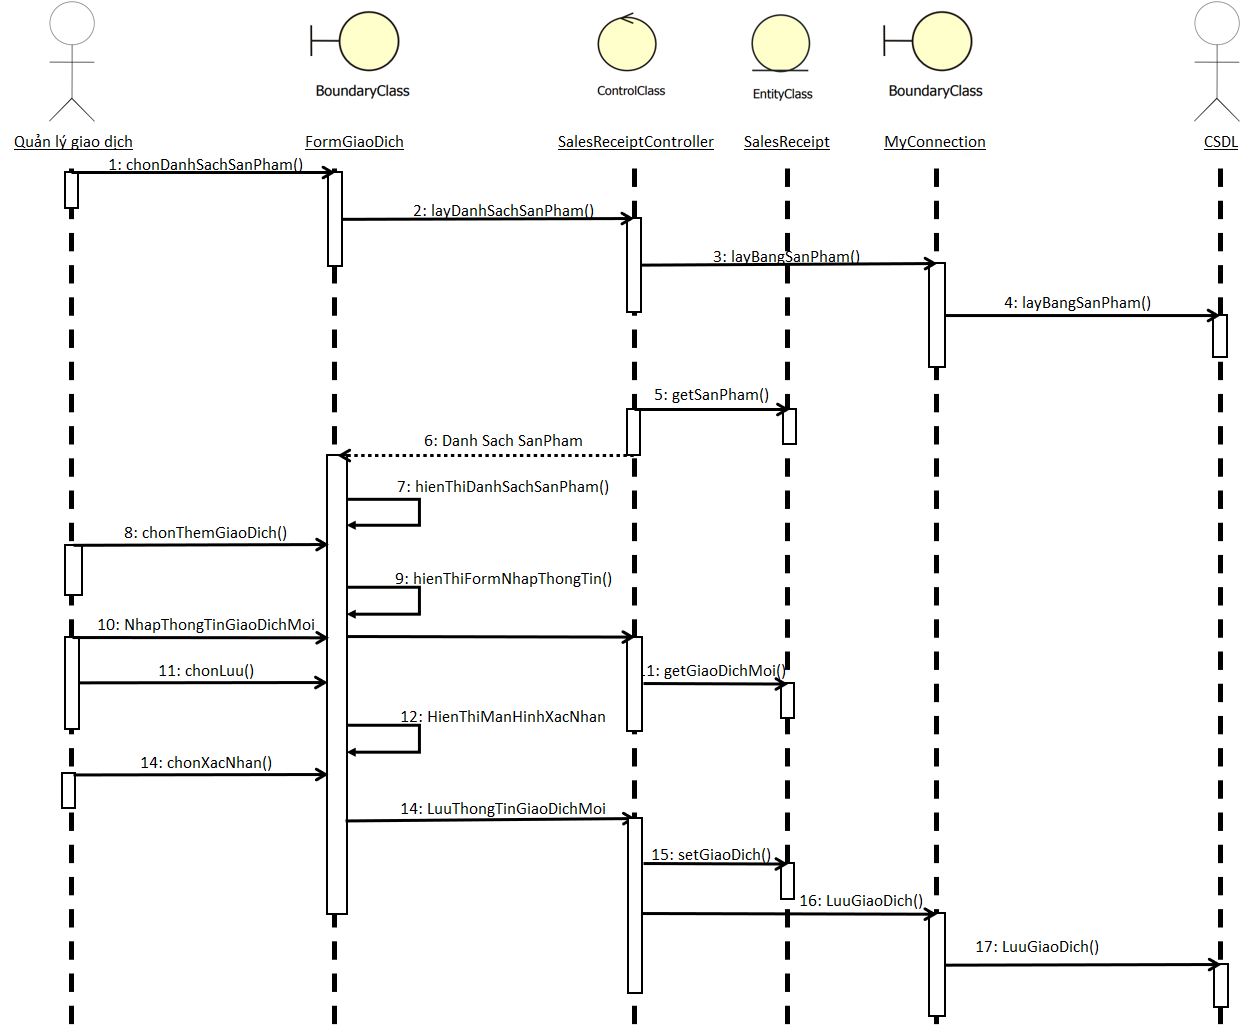 BoundaryClass
ControlClass
EntityClass
BoundaryClass
Quản lý giao dịch
FormGiaoDich
SalesReceiptController
SalesReceipt
MyConnection
CSDL
1: chonDanhSachSanPham()
2: layDanhSachSanPham()
3: layBangSanPham()
4: layBangSanPham()
5: getSanPham()
6: Danh Sach SanPham
7: hienThiDanhSachSanPham()
8: chonThemGiaoDich()
9: hienThiFormNhapThongTin()
10: NhapThongTinGiaoDichMoi
11: chonLuu()
11: getGiaoDichMoi()
12: HienThiManHinhXacNhan
14: chonXacNhan()
14: LuuThongTinGiaoDichMoi
15: setGiaoDich()
16: LuuGiaoDich()
17: LuuGiaoDich()